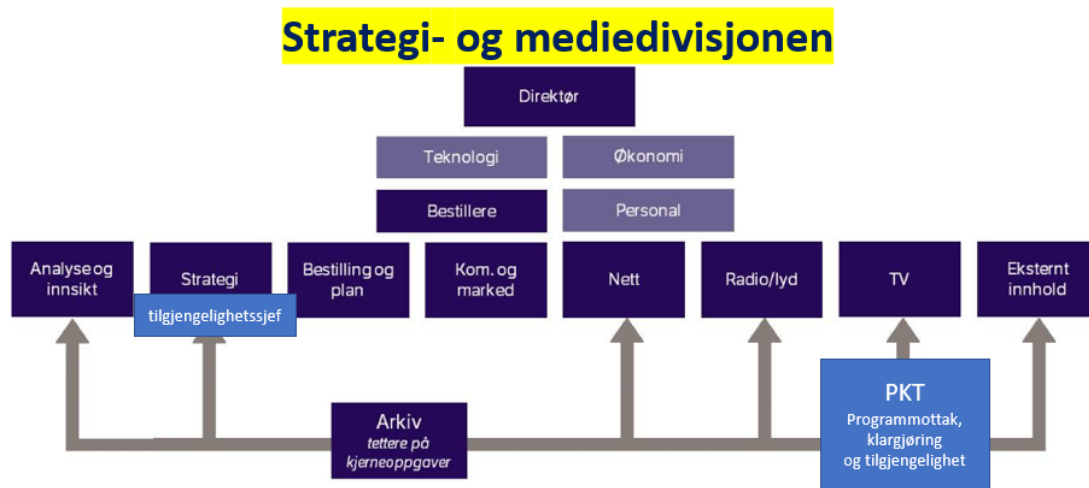 Strategi- og mediedivisjonen
Direktør
Teknologi
Økonomi
Bestillere
Personal
Analyse og
innsikt
Strategi
Bestilling og
plan
Kom. og
marked
Nett
Radio/lyd
TV
Eksternt
innhold
tilgjengelighetssjef
Arkiv
tettere på
kjerneoppgaver
PKT
Programmottak,
klargjøring
og tilgjengelighet